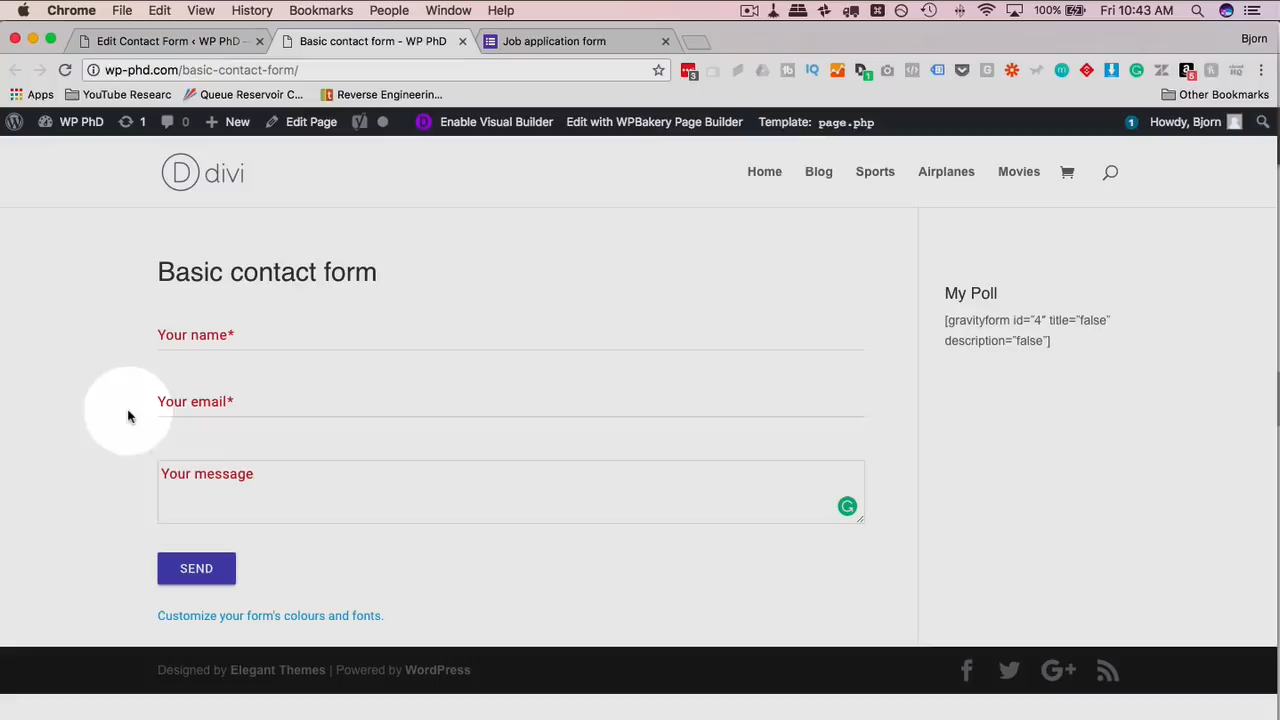 Chrome File Edit View History Bookmarks People Window Help 100% Fri 10:43 AM
Edit Contact Form ‹ WP PhD – Basic contact form - WP PhD Job application form Bjorn
wp-phd.com/basic-contact-form/
Apps YouTube Researc Queue Reservoir C... Reverse Engineerin... Other Bookmarks
WP PhD 1 0 New Edit Page Enable Visual Builder Edit with WPBakery Page Builder Template: page.php 1 Howdy, Bjorn
D divi
Home Blog Sports Airplanes Movies
Basic contact form
Your name*
Your email*
Your message
SEND
Customize your form's colours and fonts.
My Poll
[gravityform id="4″ title="false"
description="false"]
Designed by Elegant Themes | Powered by WordPress